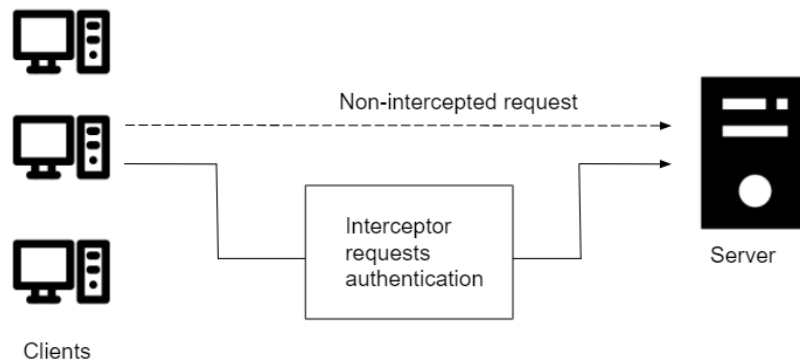 Non-intercepted request
Interceptor
requests
authentication
Server
Clients